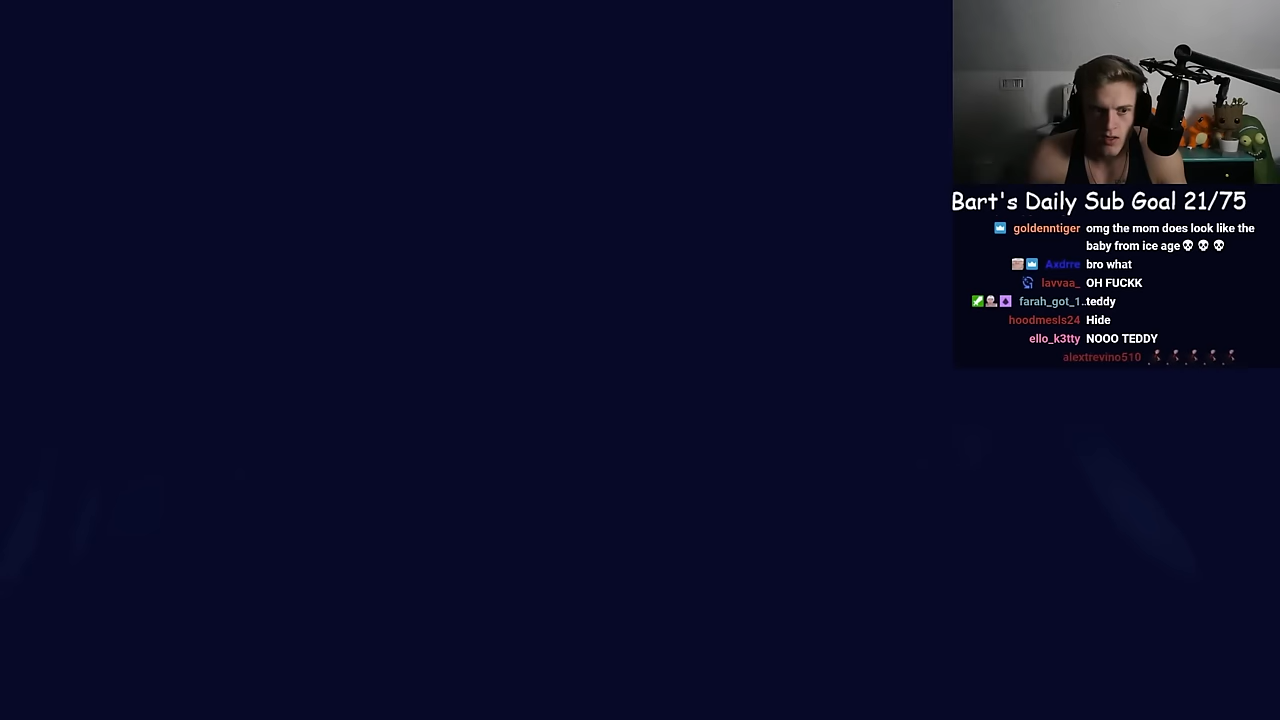 Bart's Daily Sub Goal 21/75
goldenntiger omg the mom does look like the
baby from ice age💀 💀 💀
Axdrre bro what
lavvaa_ OH FUCKK
farah_got_1..teddy
hoodmesls24 Hide
ello_k3tty NOOO TEDDY
alextrevino510